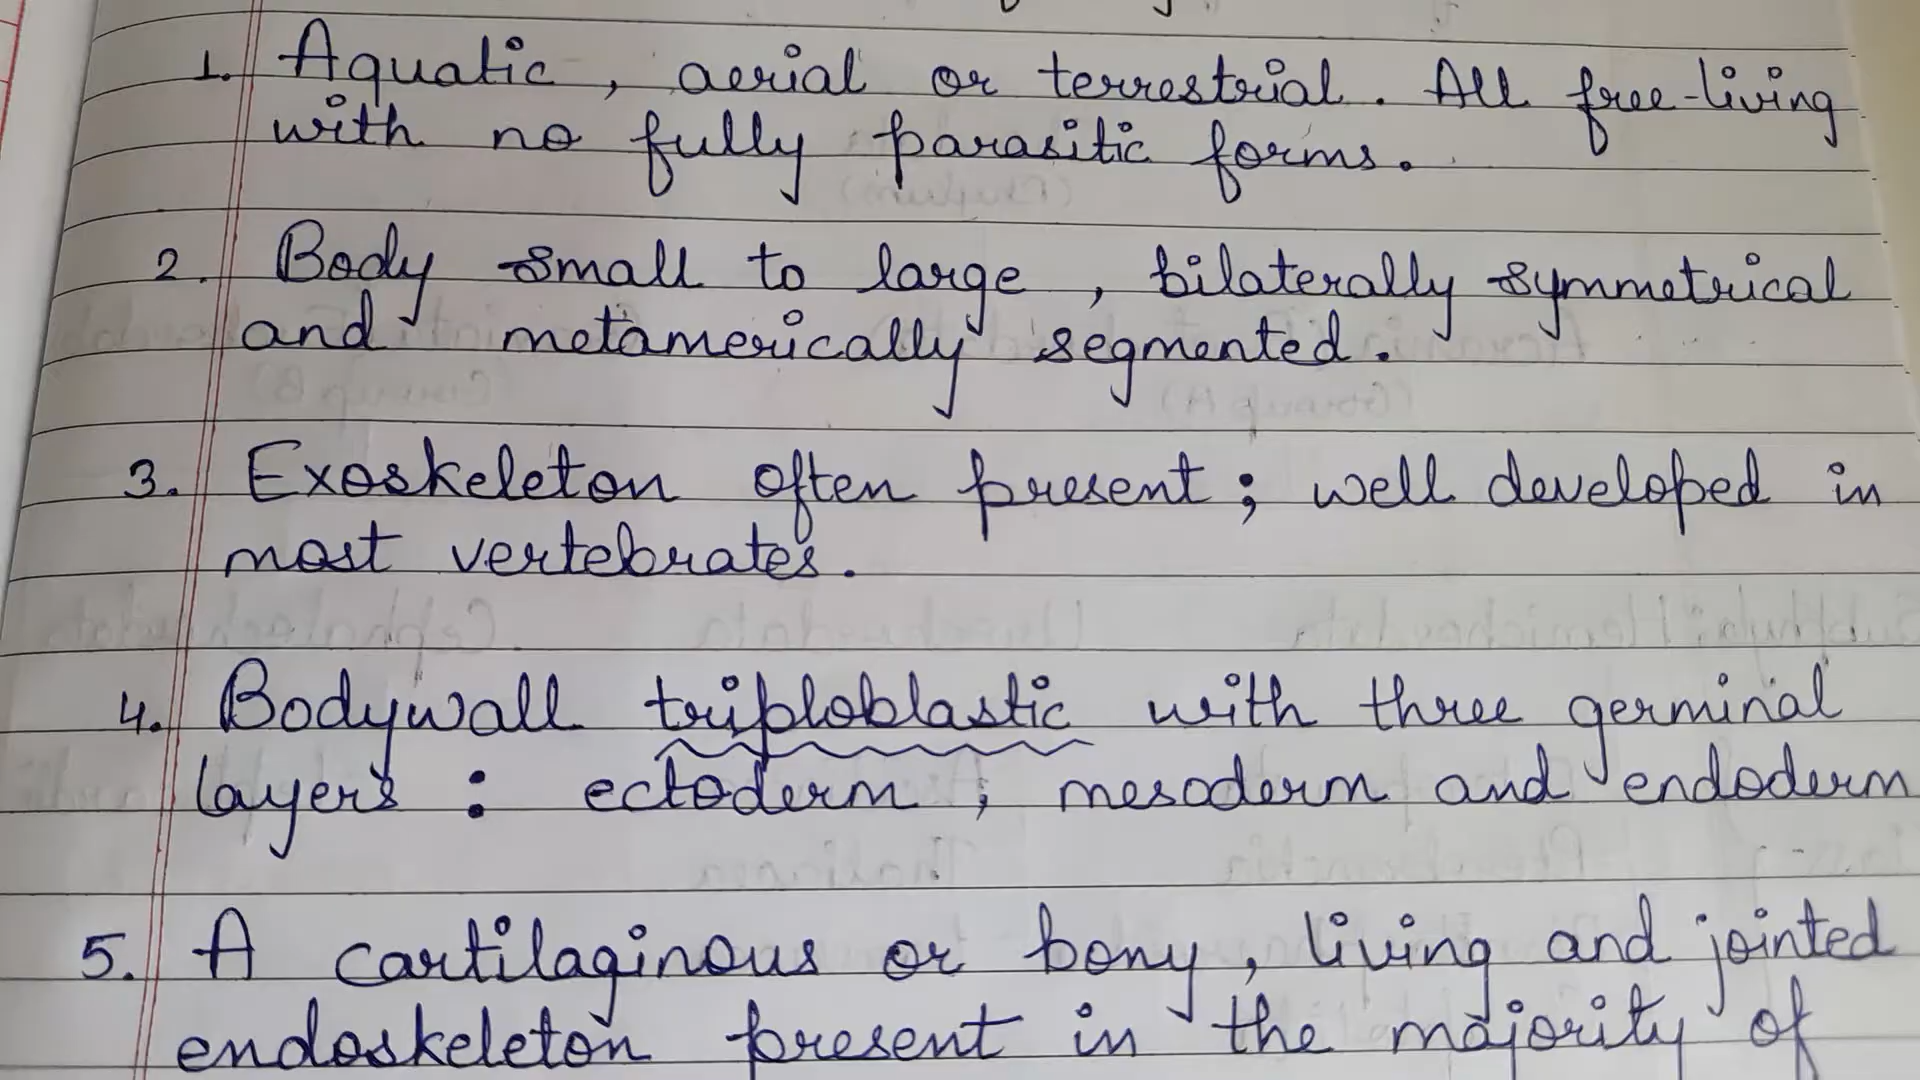 1. Aquatic, aerial or terrestrial. All free-living
with no fully parasitic forms.
2. Body small to large, bilaterally symmetrical
and metamerically segmented.
3. Exoskeleton often present; well developed in
most vertebrates.
4. Bodywall triploblastic with three germinal
layers: ectoderm, mesoderm and endoderm
5. A cartilaginous or bony, living and jointed
endoskeleton present in the majority of